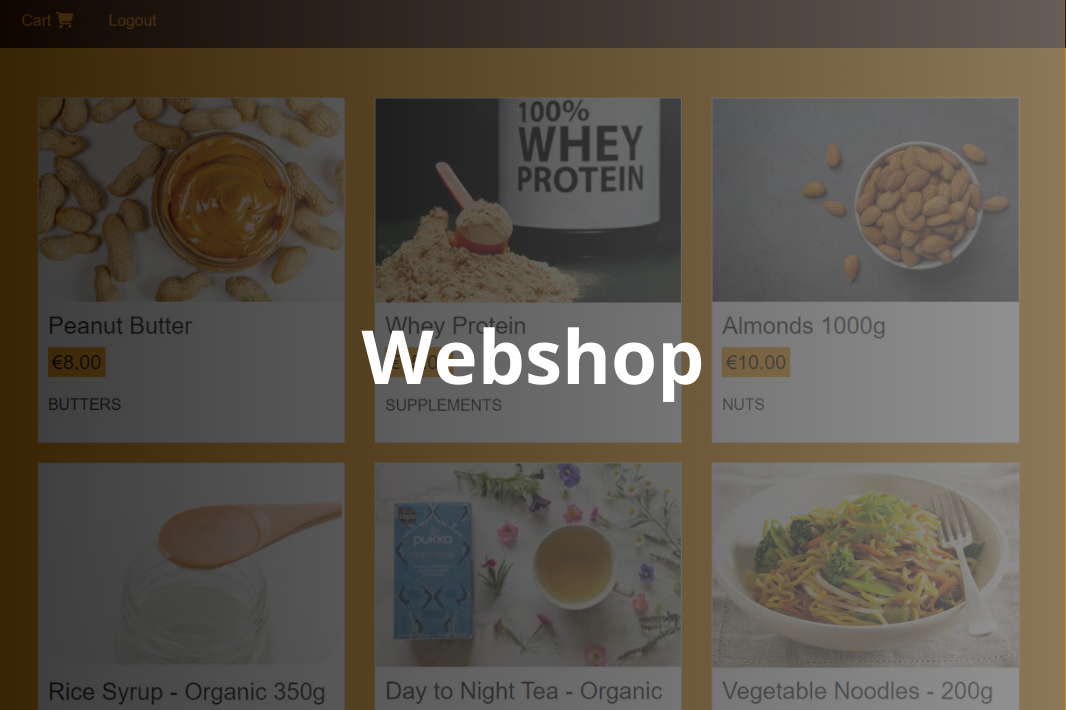 Cart Logout
100%
WHEY
PROTEIN
Peanut Butter
Whey Protein
Almonds 1000g
€8.00
€10.00
Webshop
BUTTERS
SUPPLEMENTS
NUTS
pukka
Rice Syrup - Organic 350g
Day to Night Tea - Organic
Vegetable Noodles - 200g